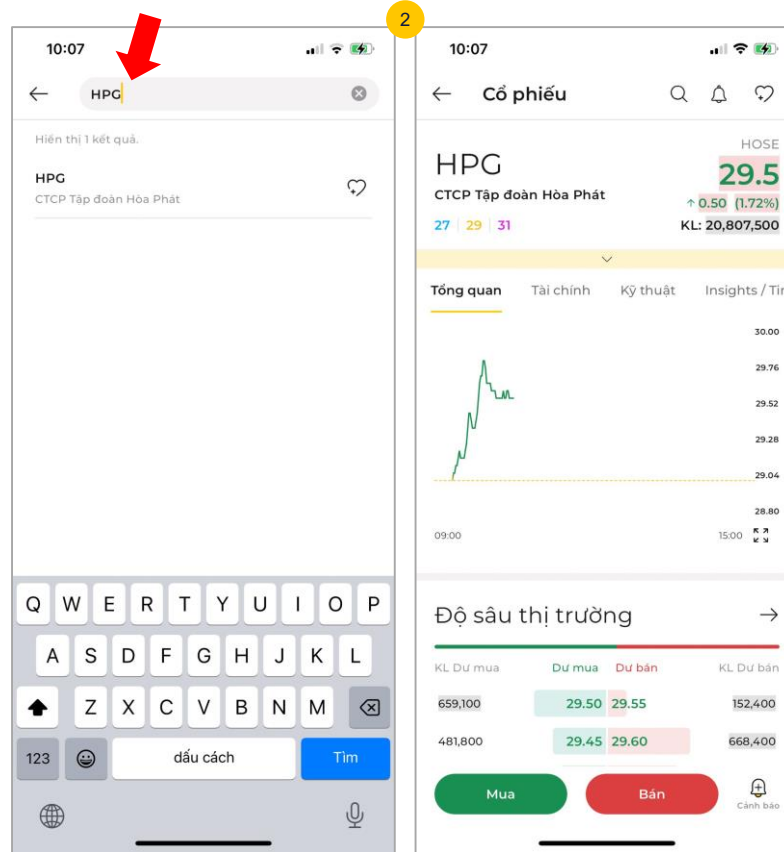 2
10:07
HPG
Hiển thị 1 kết quả.
HPG
CTCP Tập đoàn Hòa Phát
Q W E R T Y U I O P
A S D F G H J K L
Z X C V B N M
123 dấu cách Tìm
10:07
Cổ phiếu
HOSE
HPG 29.5
CTCP Tập đoàn Hòa Phát
0.50 (1.72%)
27 29 31 KL: 20,807,500
Tổng quan Tài chính Kỹ thuật Insights / Tin
30.00
29.76
29.52
29.28
29.04
28.80
09:00 15:00
Độ sâu thị trường
KL Dư mua Dư mua Dư bán KL Dư bán
659,100 29.50 29.55 152,400
481,800 29.45 29.60 668,400
Mua Bán
Cảnh báo